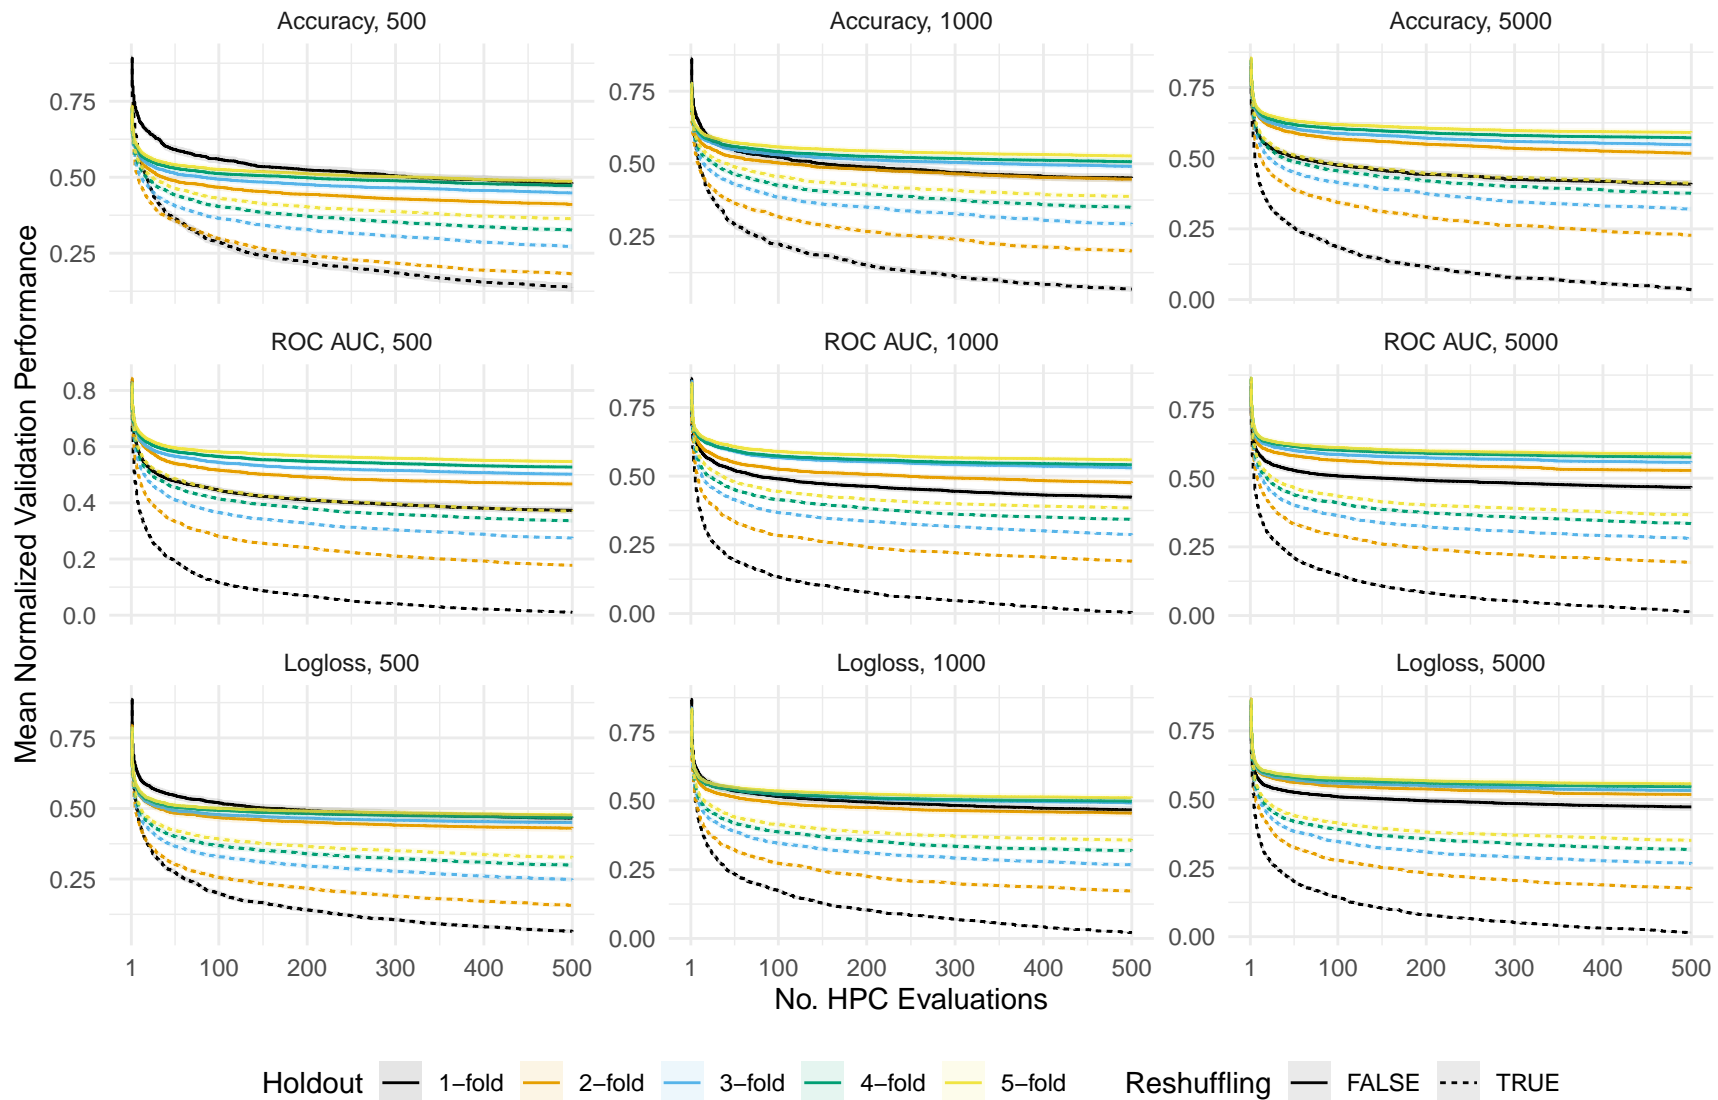 Accuracy, 500
Accuracy, 1000
Accuracy, 5000
0.75
0.50
0.25
0.75
0.50
0.25
0.75
0.50
0.25
0.00
ROC AUC, 500
ROC AUC, 1000
ROC AUC, 5000
0.8
0.6
0.4
0.2
0.0
0.75
0.50
0.25
0.00
0.75
0.50
0.25
0.00
Logloss, 500
Logloss, 1000
Logloss, 5000
0.75
0.50
0.25
0.75
0.50
0.25
0.00
0.75
0.50
0.25
0.00
1 100 200 300 400 500
1 100 200 300 400 500
1 100 200 300 400 500
Mean Normalized Validation Performance
No. HPC Evaluations
Holdout 1−fold 2−fold 3−fold 4−fold 5−fold Reshuffling FALSE TRUE